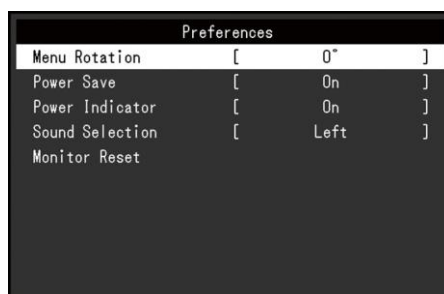 Preferences
Menu Rotation [ 0° ]
Power Save [ On ]
Power Indicator [ On ]
Sound Selection [ Left ]
Monitor Reset